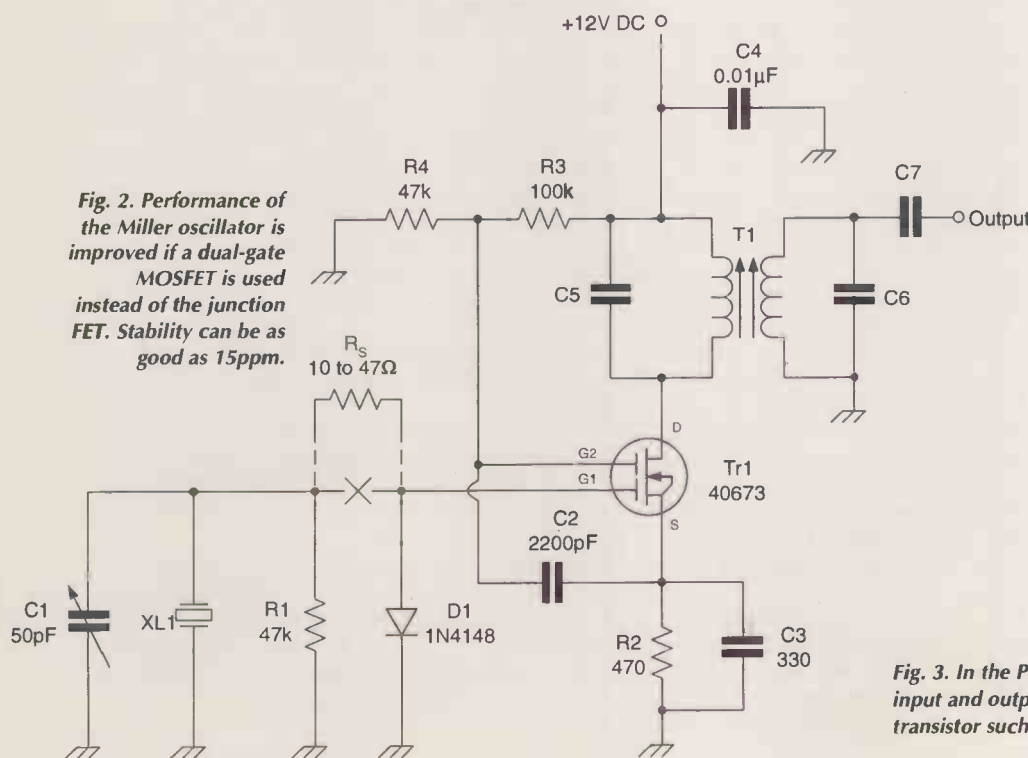 +12V DC
C4
0.01µF
C7
Output
R4
47k
R3
100k
T1
C5
C6
Fig. 2. Performance of
the Miller oscillator is
improved if a dual-gate
MOSFET is used
instead of the junction
FET. Stability can be as
good as 15ppm.
RS
10 to 47Ω
D
G2
G1
S
Tr1
40673
C2
2200pF
C1
50pF
XL1
R1
47k
D1
1N4148
R2
470
C3
330
Fig. 3. In the P
input and outp
transistor such